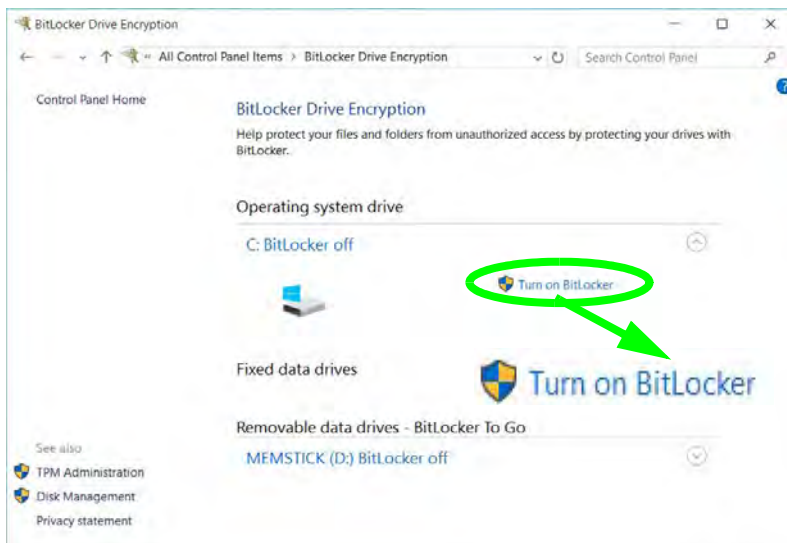 BitLocker Drive Encryption
« All Control Panel Items > BitLocker Drive Encryption
Search Control Panel
Control Panel Home
?
BitLocker Drive Encryption
Help protect your files and folders from unauthorized access by protecting your drives with
BitLocker.
Operating system drive
C: BitLocker off
Turn on BitLocker
Fixed data drives
Turn on BitLocker
Removable data drives - BitLocker To Go
MEMSTICK (D:) BitLocker off
See also
TPM Administration
Disk Management
Privacy statement